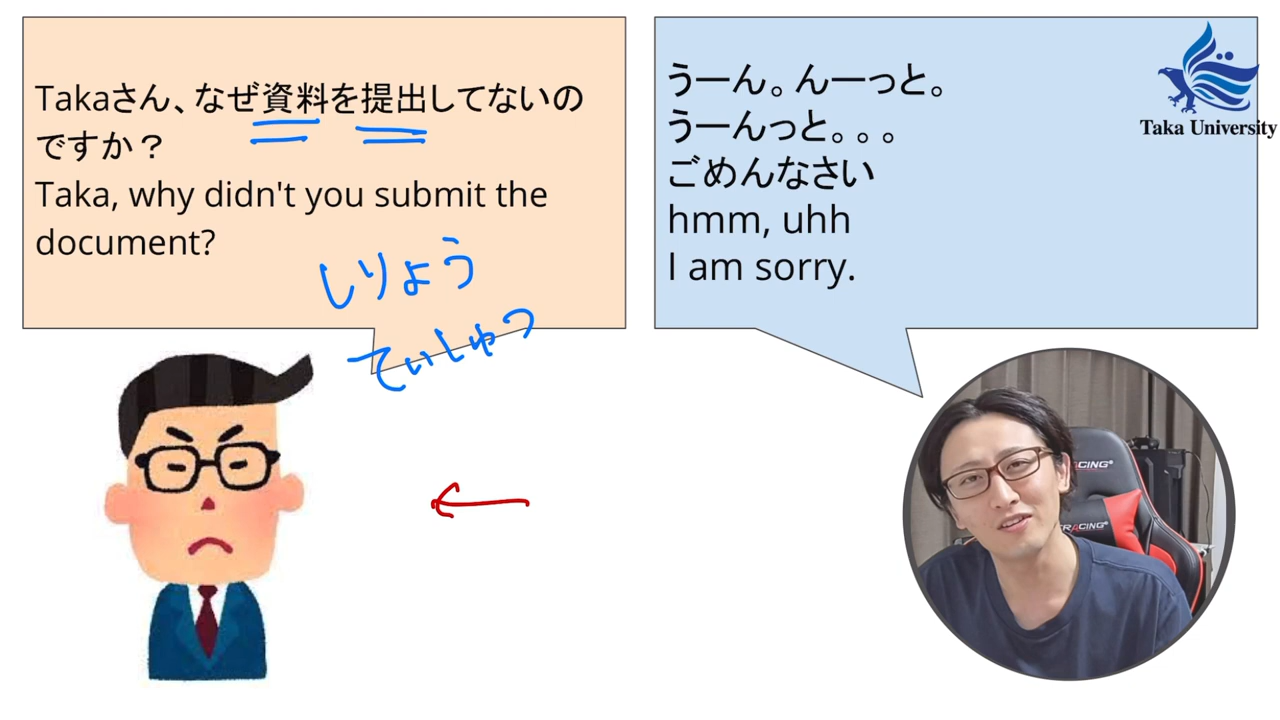 Takaさん、なぜ資料を提出してないの
ですか？
Taka, why didn't you submit the
document?
しりょう
ていしゅつ
うーん。んーっと。
うーんっと。。。
ごめんなさい
hmm, uhh
I am sorry.
Taka University
RACING
RACING